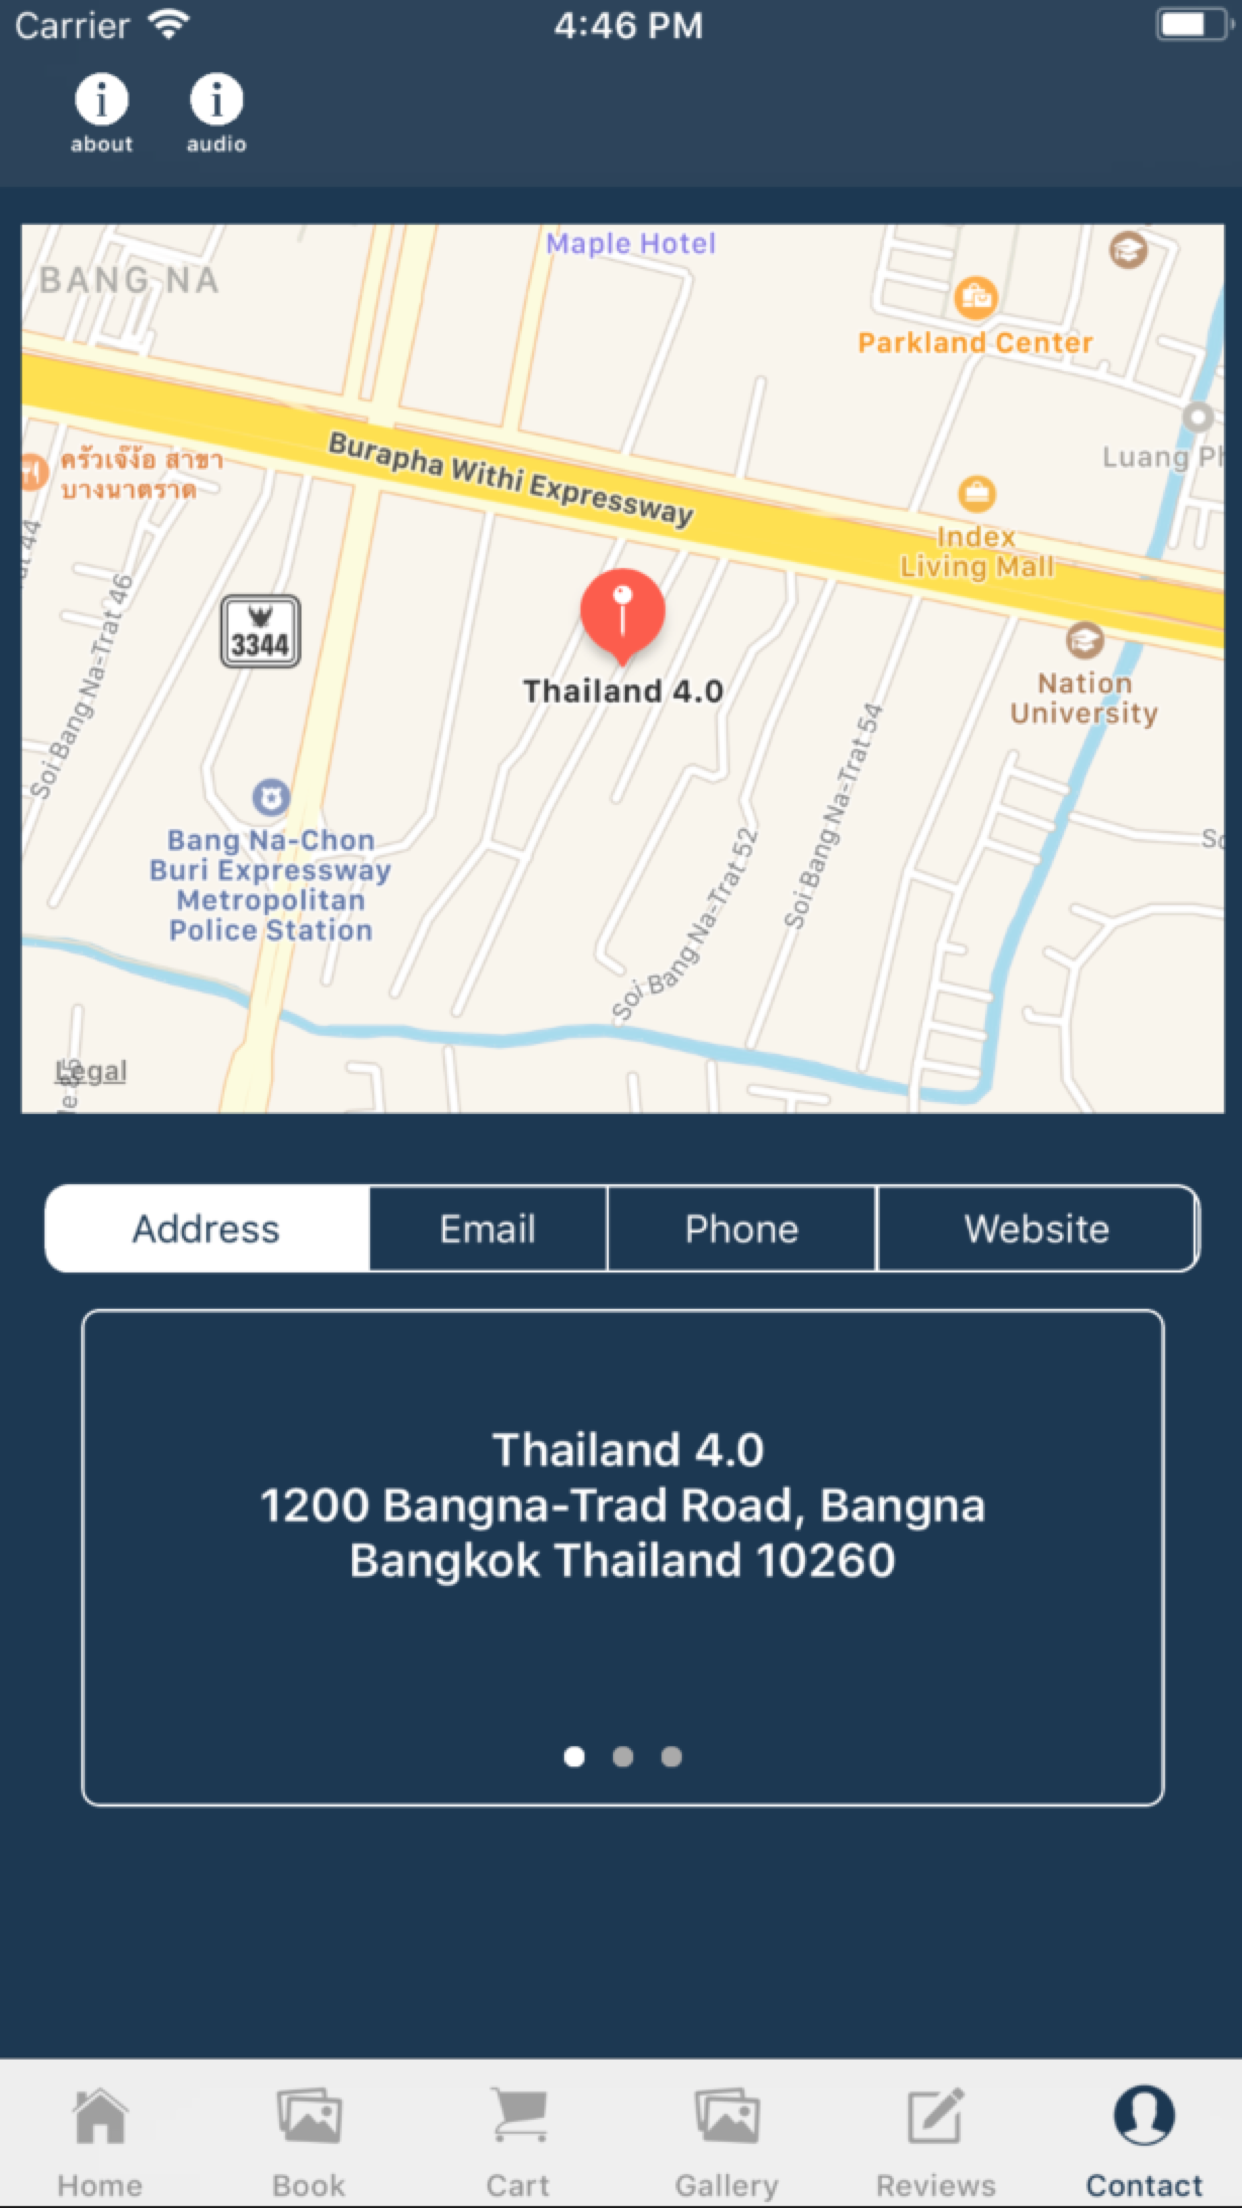 Carrier
4:46 PM
i
i
about
audio
Maple Hotel
BANG NA
Parkland Center
Burapha Withi Expressway
ครัวเจ๊ง้อ สาขา
บางนาตราด
Luang
Index
Living Mall
44
Soi Bang Na-Trat 46
3344
Thailand 4.0
Nation
University
Soi Bang Na-Trat 54
Bang Na-Chon
Buri Expressway
Metropolitan
Police Station
Soi Bang Na-Trat 52
Legal
Address
Email
Phone
Website
Thailand 4.0
1200 Bangna-Trad Road, Bangna
Bangkok Thailand 10260
Home
Book
Cart
Gallery
Reviews
Contact